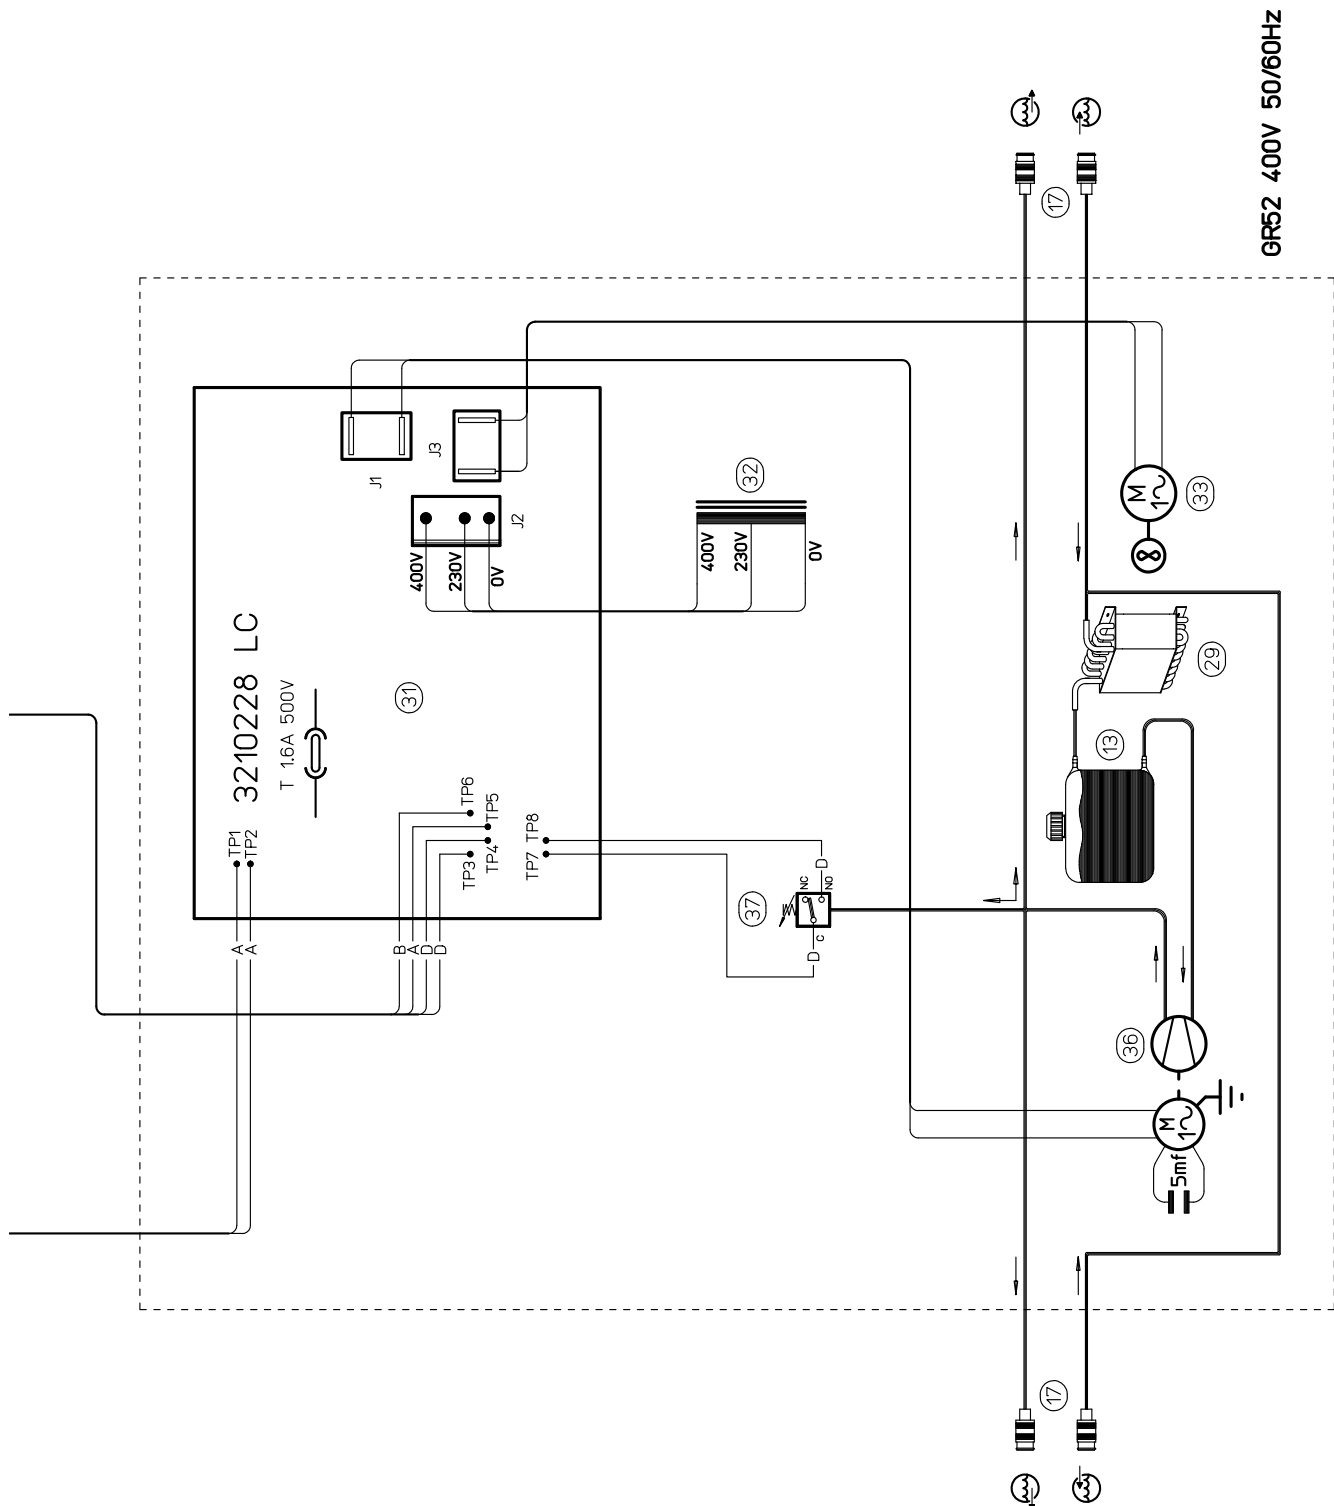 GR52 400V 50/60Hz
3210228 LC
T 1.6A 500V
31
TP1
TP2
A
A
B
A
D
D
TP3
TP4
TP5
TP6
TP7
TP8
J1
J3
J2
400V
230V
0V
32
400V
230V
0V
37
NC
NO
C
D
D
17
33
M
1
29
13
36
M
1
5mf
17